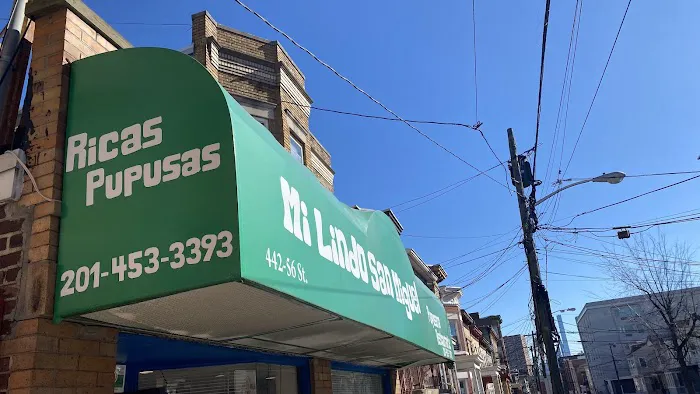 Ricas
Pupusas
201-453-3393
Mi Lindo San Miguel
442-56 St.